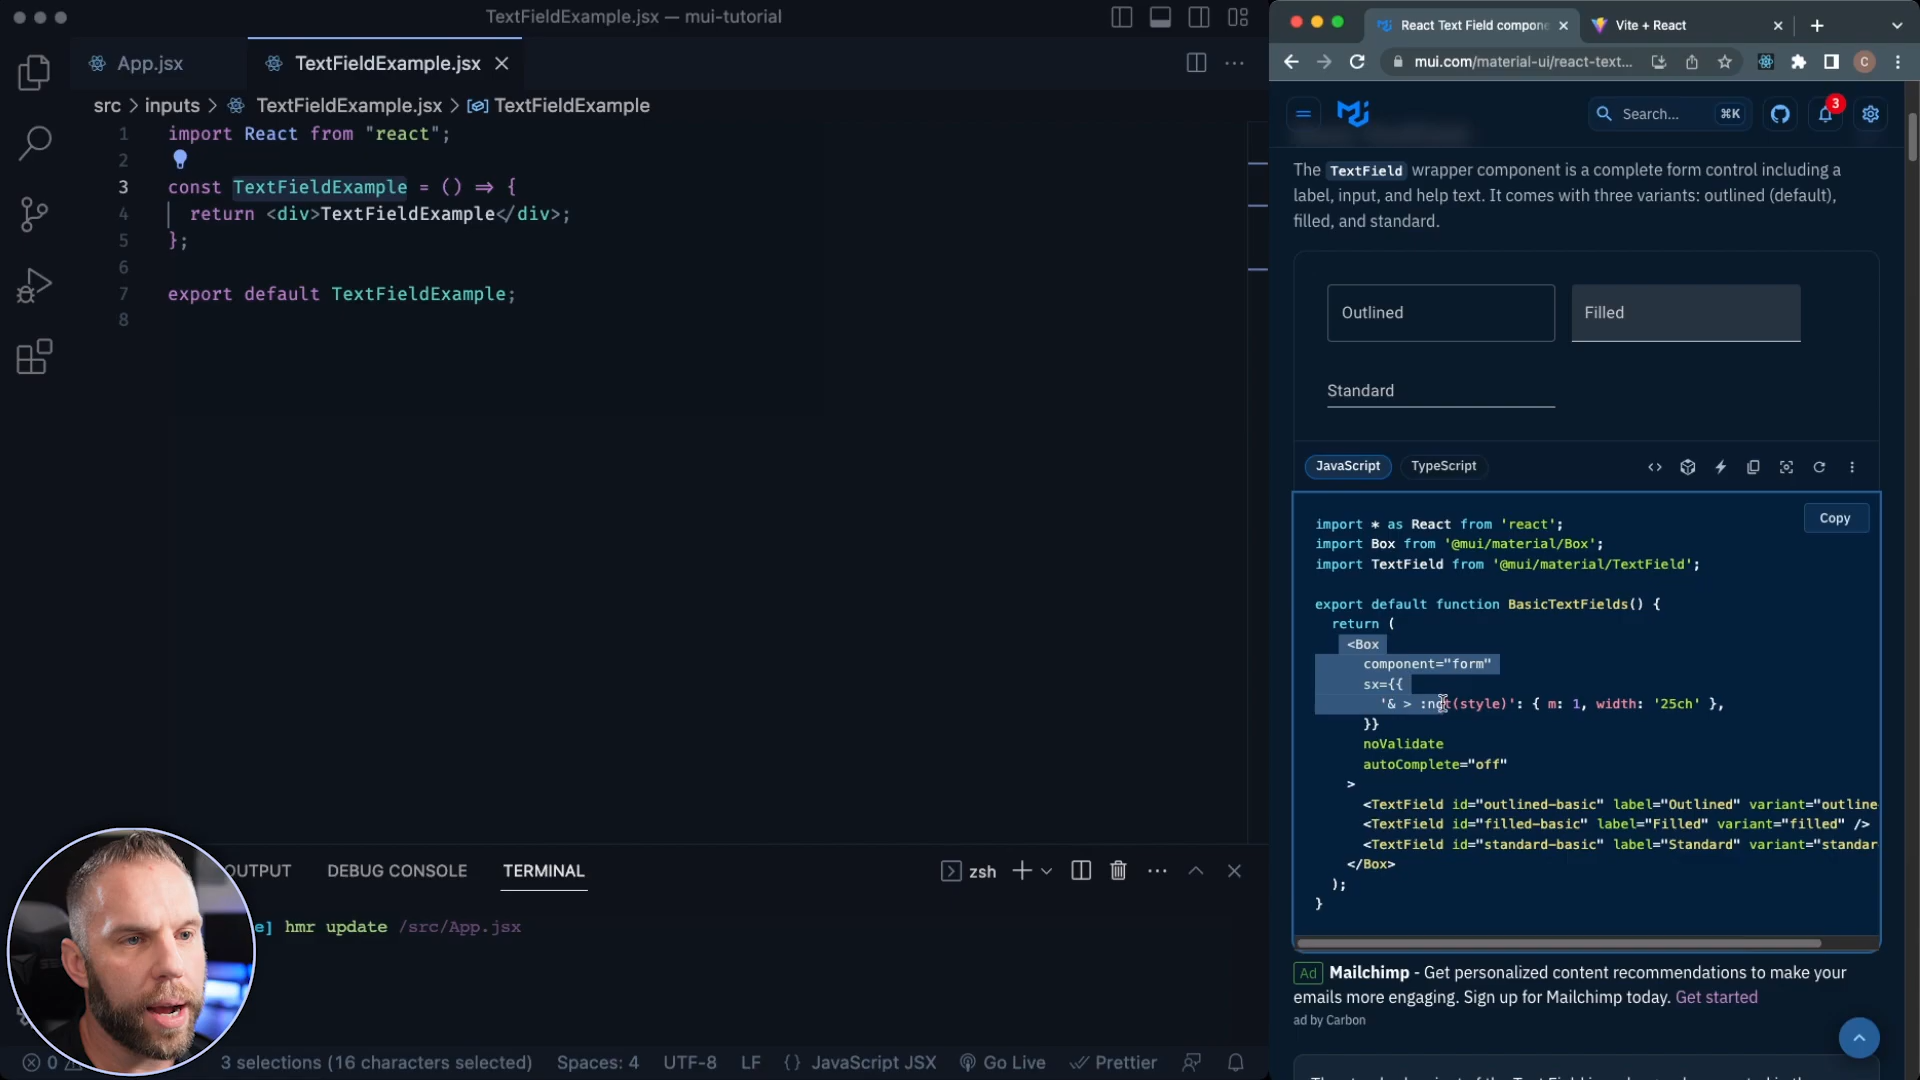 TextFieldExample.jsx — mui-tutorial
App.jsx
TextFieldExample.jsx
src > inputs > TextFieldExample.jsx > TextFieldExample
1 import React from "react";
2
3 const TextFieldExample = () => {
4 return <div>TextFieldExample</div>;
5 };
6
7 export default TextFieldExample;
8
OUTPUT DEBUG CONSOLE TERMINAL
zsh
e] hmr update /src/App.jsx
0
3 selections (16 characters selected) Spaces: 4 UTF-8 LF {} JavaScript JSX Go Live Prettier
React Text Field compon
Vite + React
mui.com/material-ui/react-text...
C
Search... ⌘K
3
The TextField wrapper component is a complete form control including a
label, input, and help text. It comes with three variants: outlined (default),
filled, and standard.
Outlined
Filled
Standard
JavaScript TypeScript
Copy
import * as React from 'react';
import Box from '@mui/material/Box';
import TextField from '@mui/material/TextField';
export default function BasicTextFields() {
return (
<Box
component="form"
sx={{
'& > :not(style)': { m: 1, width: '25ch' },
}}
noValidate
autoComplete="off"
>
<TextField id="outlined-basic" label="Outlined" variant="outline
<TextField id="filled-basic" label="Filled" variant="filled" />
<TextField id="standard-basic" label="Standard" variant="standar
</Box>
);
}
Ad Mailchimp - Get personalized content recommendations to make your
emails more engaging. Sign up for Mailchimp today. Get started
ad by Carbon